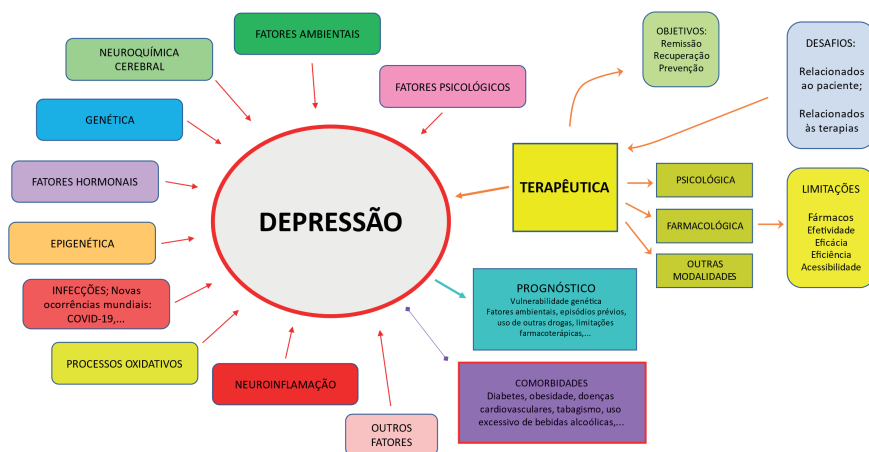 FATORES AMBIENTAIS
NEUROQUÍMICA
CEREBRAL
FATORES PSICOLÓGICOS
GENÉTICA
FATORES HORMONAIS
EPIGENÉTICA
INFECÇÕES; Novas
ocorrências mundiais:
COVID-19,...
PROCESSOS OXIDATIVOS
NEUROINFLAMAÇÃO
OUTROS
FATORES
DEPRESSÃO
TERAPÊUTICA
OBJETIVOS:
Remissão
Recuperação
Prevenção
DESAFIOS:
Relacionados
ao paciente;
Relacionados
às terapias
PSICOLÓGICA
FARMACOLÓGICA
OUTRAS
MODALIDADES
LIMITAÇÕES
Fármacos
Efetividade
Eficácia
Eficiência
Acessibilidade
PROGNÓSTICO
Vulnerabilidade genética
Fatores ambientais, episódios prévios,
uso de outras drogas, limitações
farmacoterápicas,...
COMORBIDADES
Diabetes, obesidade, doenças
cardiovasculares, tabagismo, uso
excessivo de bebidas alcoólicas,...